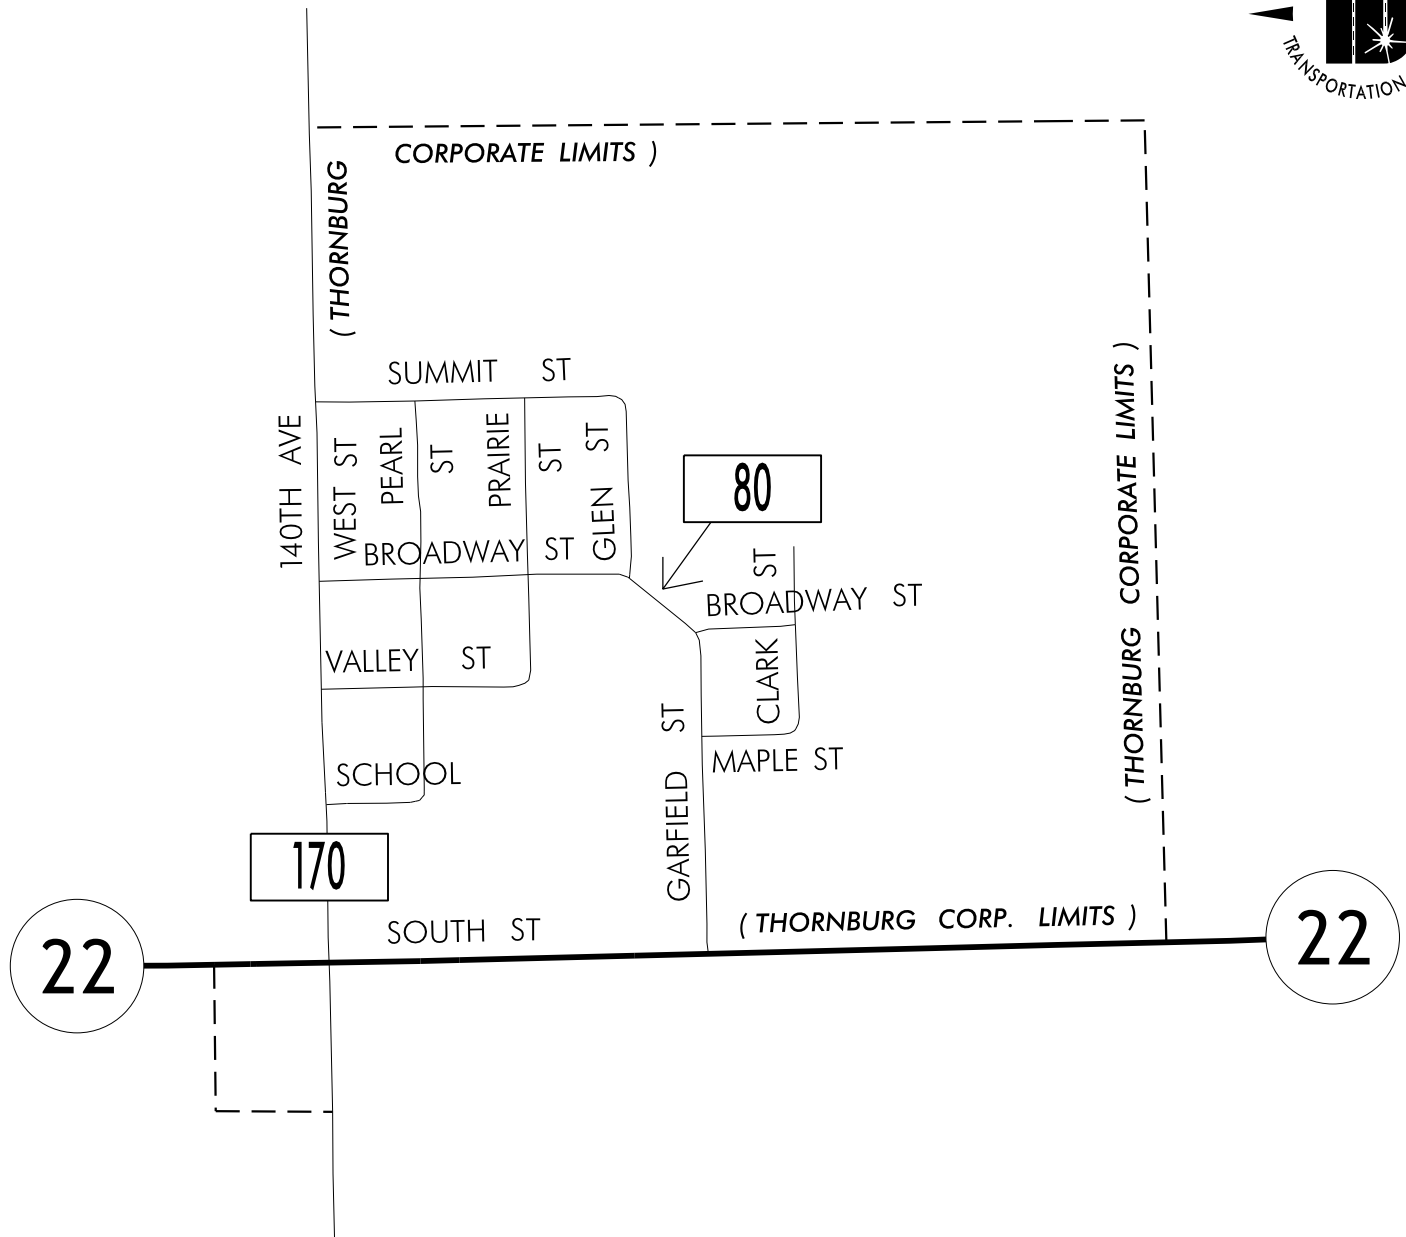 TRANSPORTATION
CORPORATE LIMITS )
( THORNBURG
SUMMIT ST
140TH AVE
WEST ST
PEARL ST
PRAIRIE ST
GLEN ST
80
BROADWAY ST
BROADWAY ST
CLARK ST
VALLEY ST
( THORNBURG CORPORATE LIMITS )
GARFIELD ST
MAPLE ST
SCHOOL
170
SOUTH ST
( THORNBURG CORP. LIMITS )
22
22